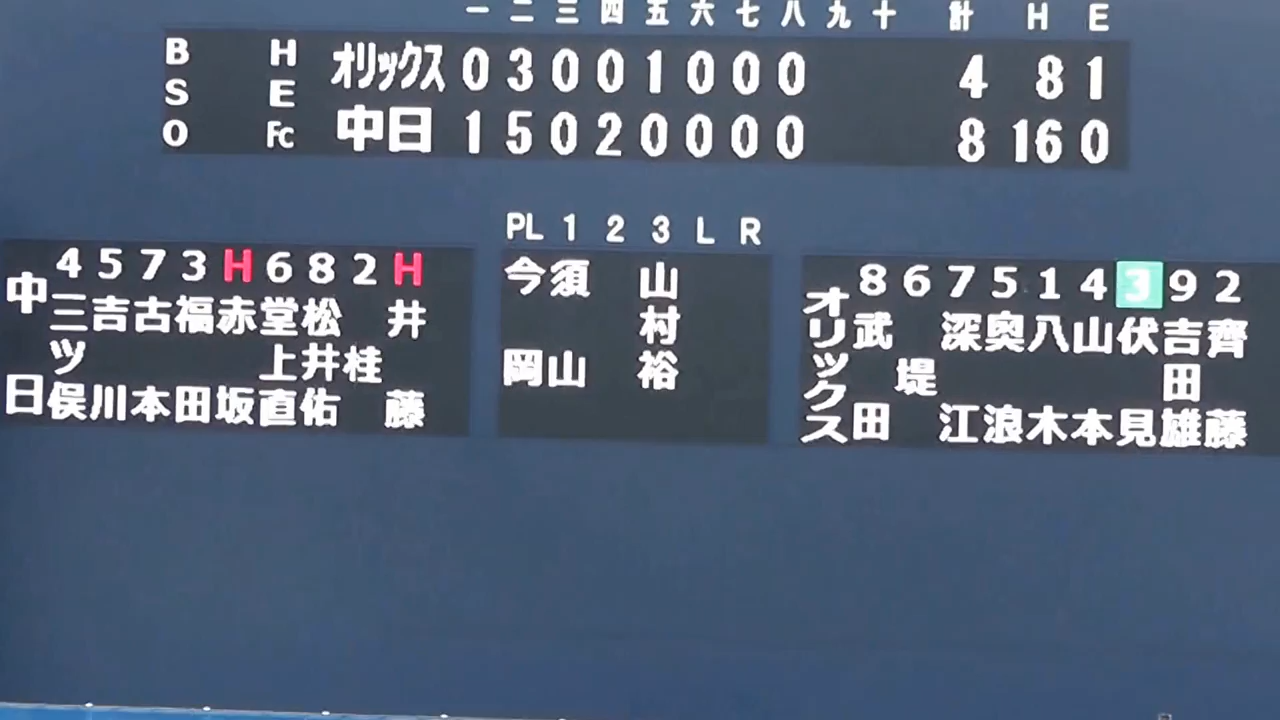 一 二 三 四 五 六 七 八 九 十 計 H E
B H オリックス 0 3 0 0 1 0 0 0 4 8 1
S E
O Fc 中日 1 5 0 2 0 0 0 0 8 16 0
PL 1 2 3 L R
中日
4 三ツ俣
5 吉川
7 古本
3 福田
H 赤坂
6 堂上直
8 松井佑
2 桂
H 井藤
今岡
須山
山村裕
オリックス
8 武田
6 堤
7 深江
5 奥浪
1 八木
4 山本
3 伏見
9 吉田雄
2 齊藤